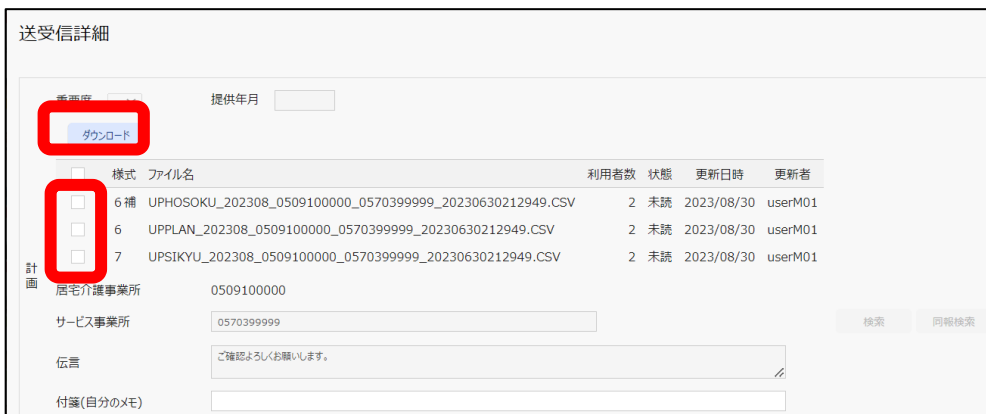 送受信詳細
重要度 提供年月
ダウンロード
様式 ファイル名 利用者数 状態 更新日時 更新者
6補 UPHOSOKU_202308_0509100000_0570399999_20230630212949.CSV 2 未読 2023/08/30 userM01
6 UPPLAN_202308_0509100000_0570399999_20230630212949.CSV 2 未読 2023/08/30 userM01
7 UPSIKYU_202308_0509100000_0570399999_20230630212949.CSV 2 未読 2023/08/30 userM01
計画
居宅介護事業所 0509100000
サービス事業所 0570399999 検索 同報検索
伝言 ご確認よろしくお願いします。
付箋(自分のメモ)